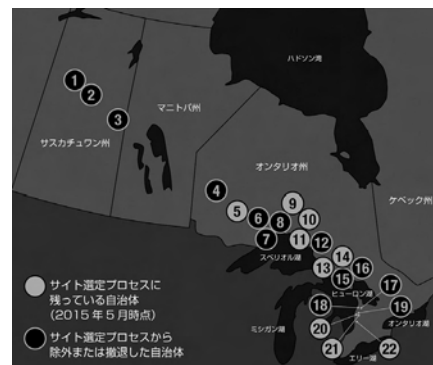 ハドソン湾
1
2
3
マニトバ州
サスカチュワン州
オンタリオ州
ケベック州
4
5
6
7
8
9
10
11
12
スペリオル湖
13
14
15
16
17
ヒューロン湖
18
19
オンタリオ湖
ミシガン湖
20
21
22
エリー湖
サイト選定プロセスに
残っている自治体
(2015年5月時点)
サイト選定プロセスから
除外または撤退した自治体